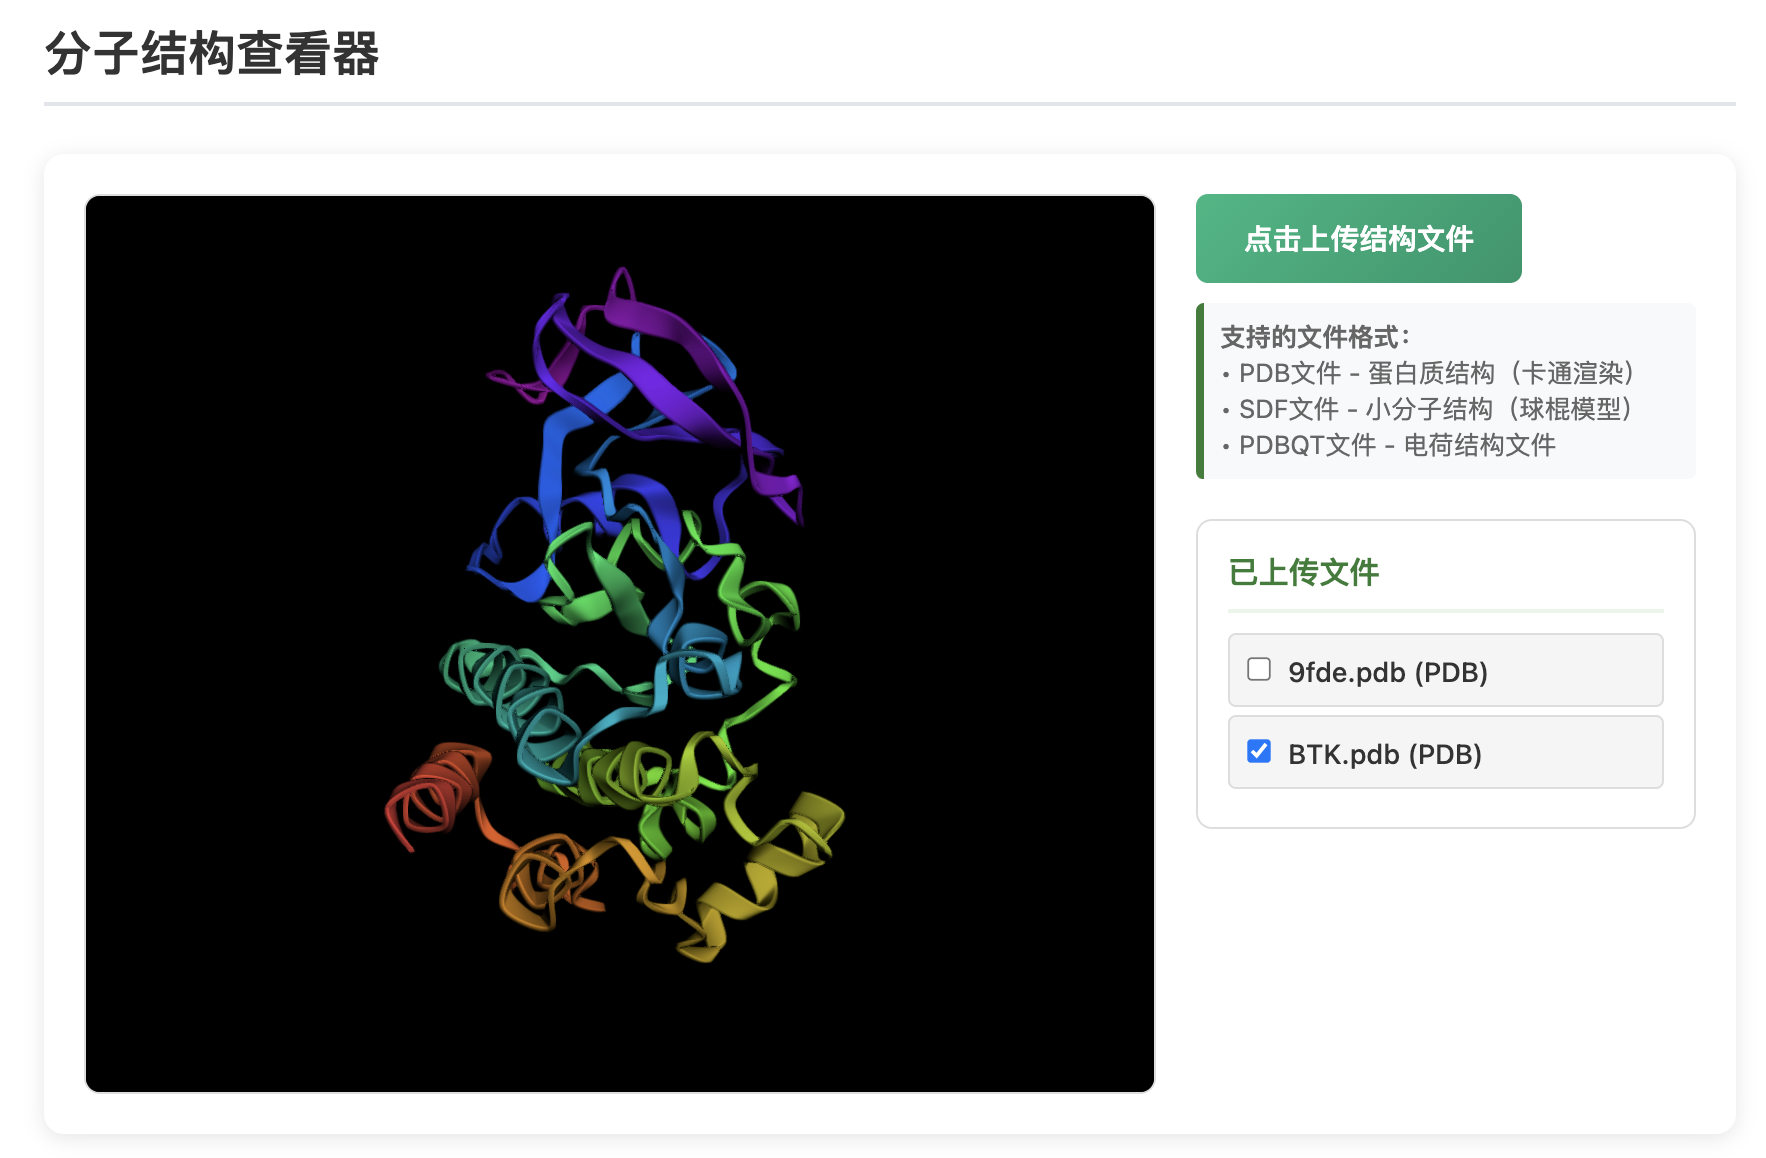 分子结构查看器
点击上传结构文件
支持的文件格式：
• PDB文件 - 蛋白质结构（卡通渲染）
• SDF文件 - 小分子结构（球棍模型）
• PDBQT文件 - 电荷结构文件
已上传文件
9fde.pdb (PDB)
BTK.pdb (PDB)